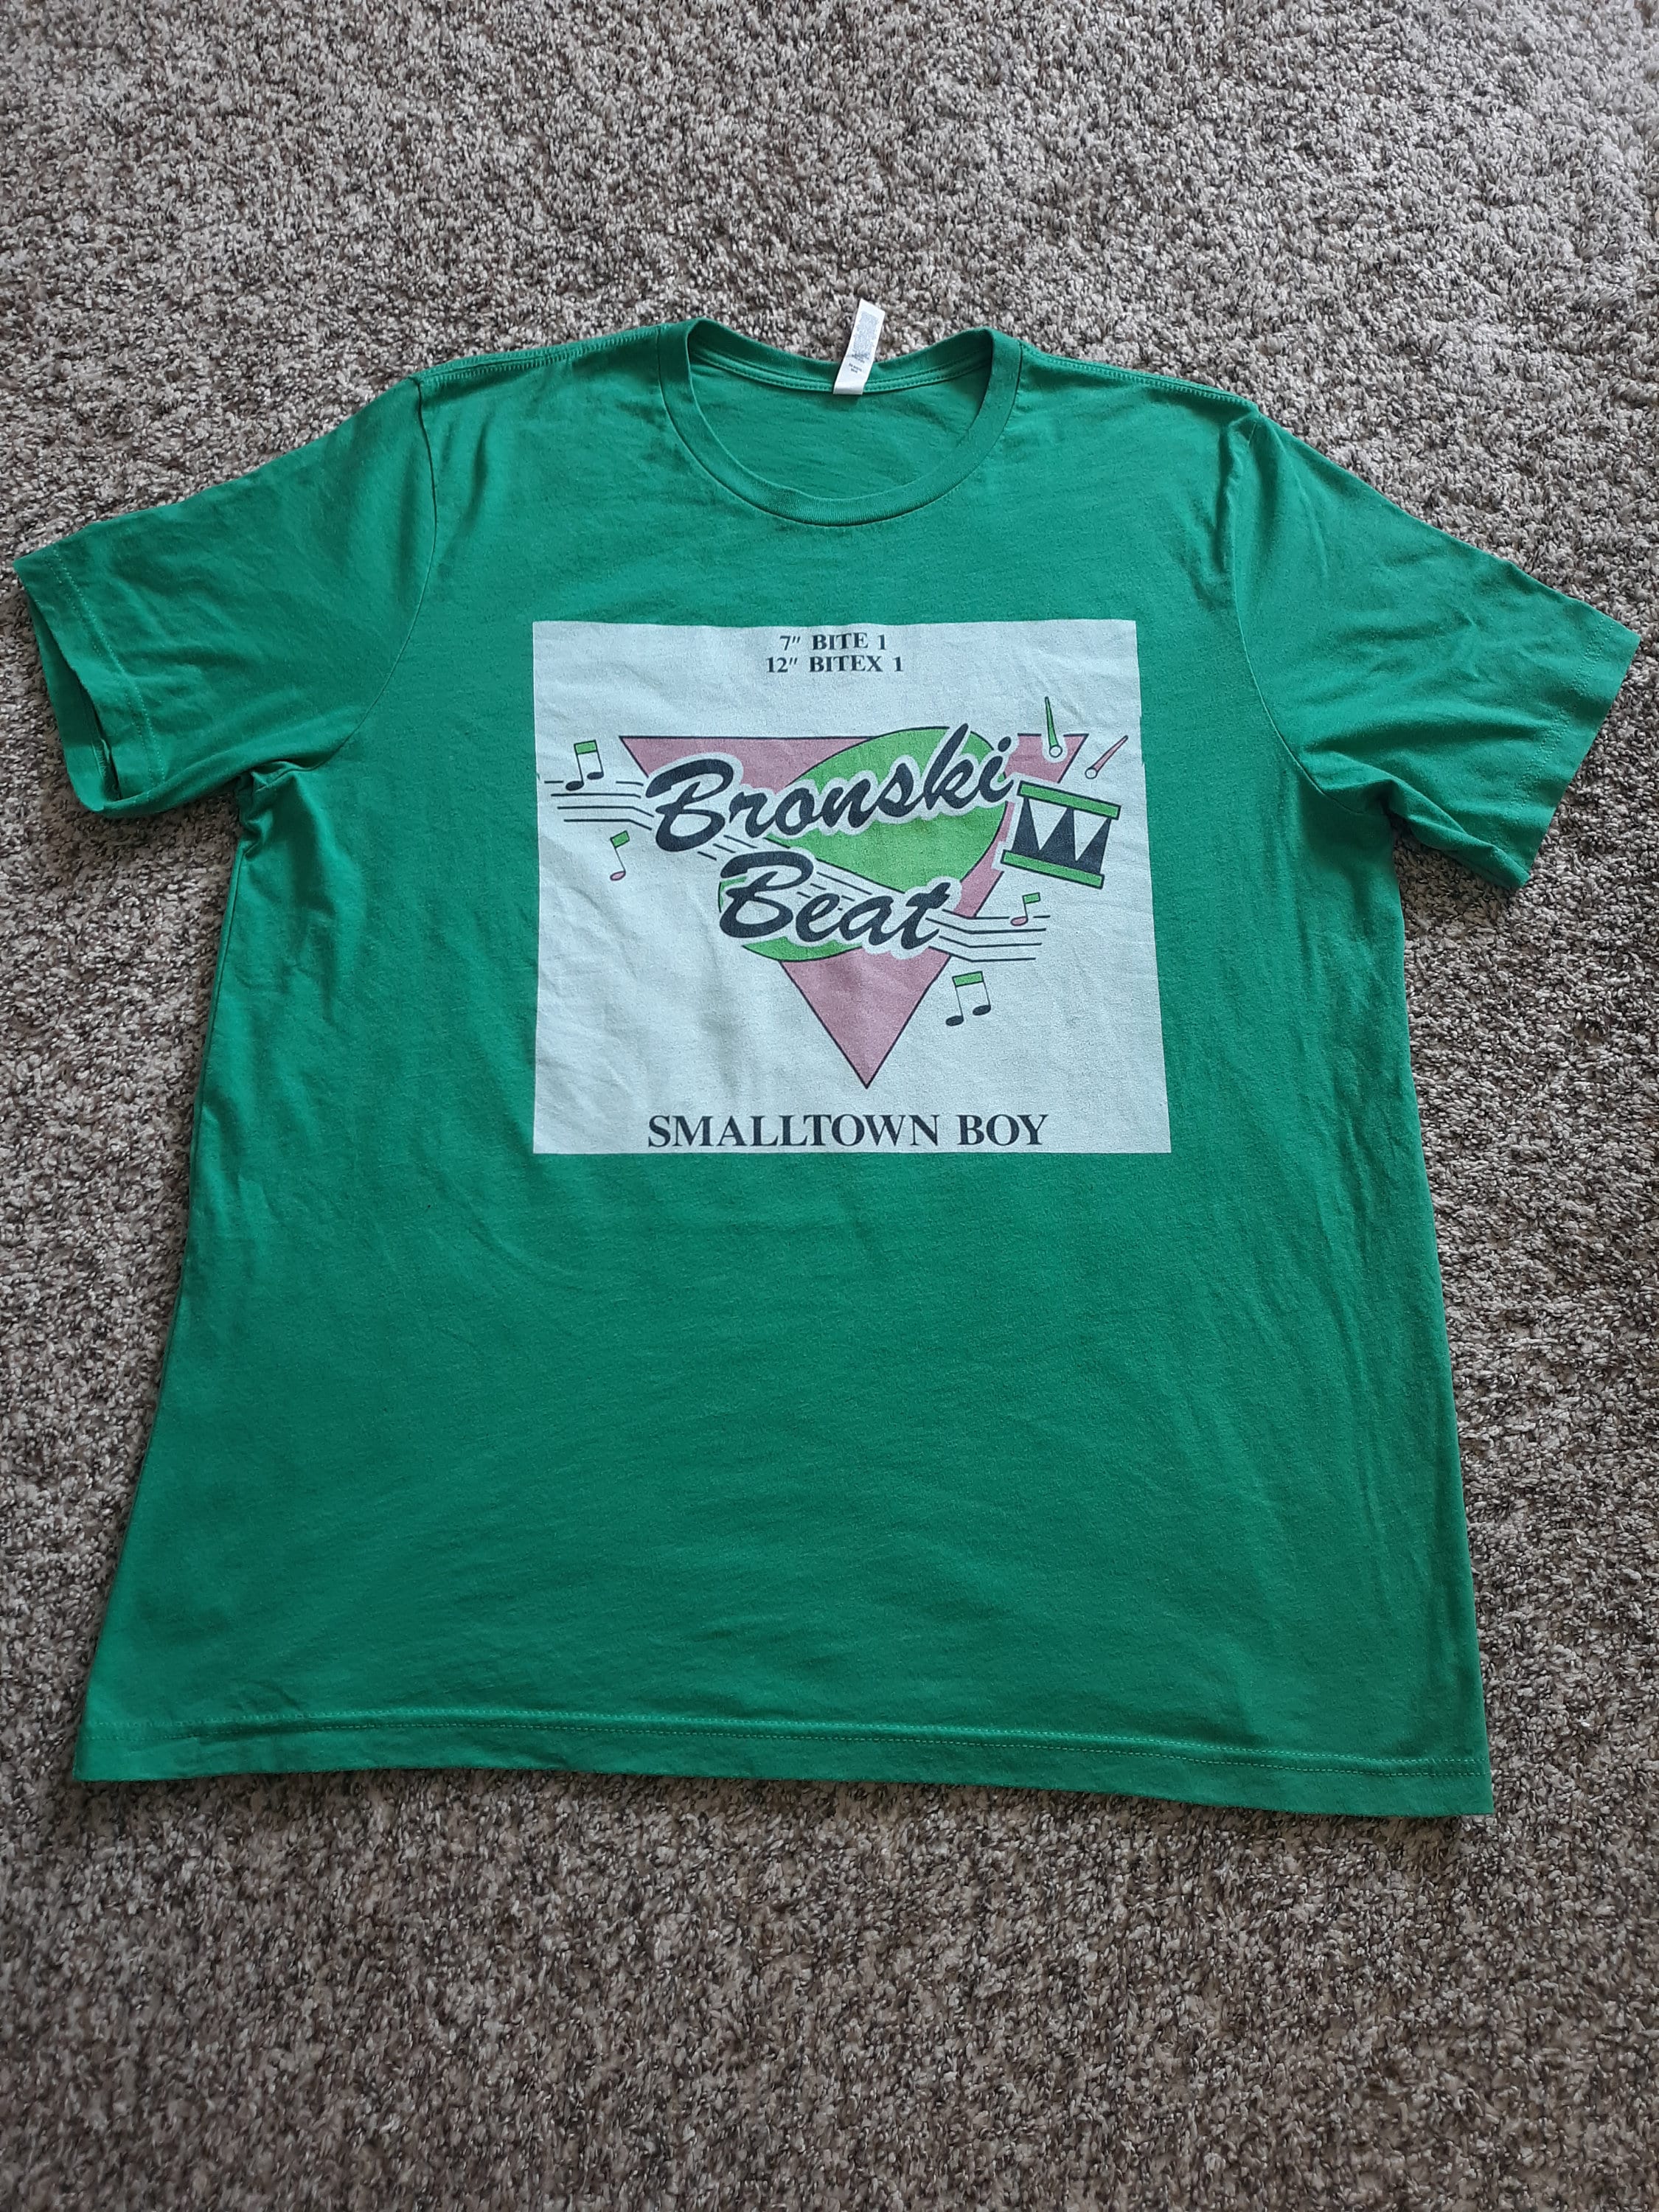 7" BITE 1
12" BITEX 1
Bronski
Beat
SMALLTOWN BOY